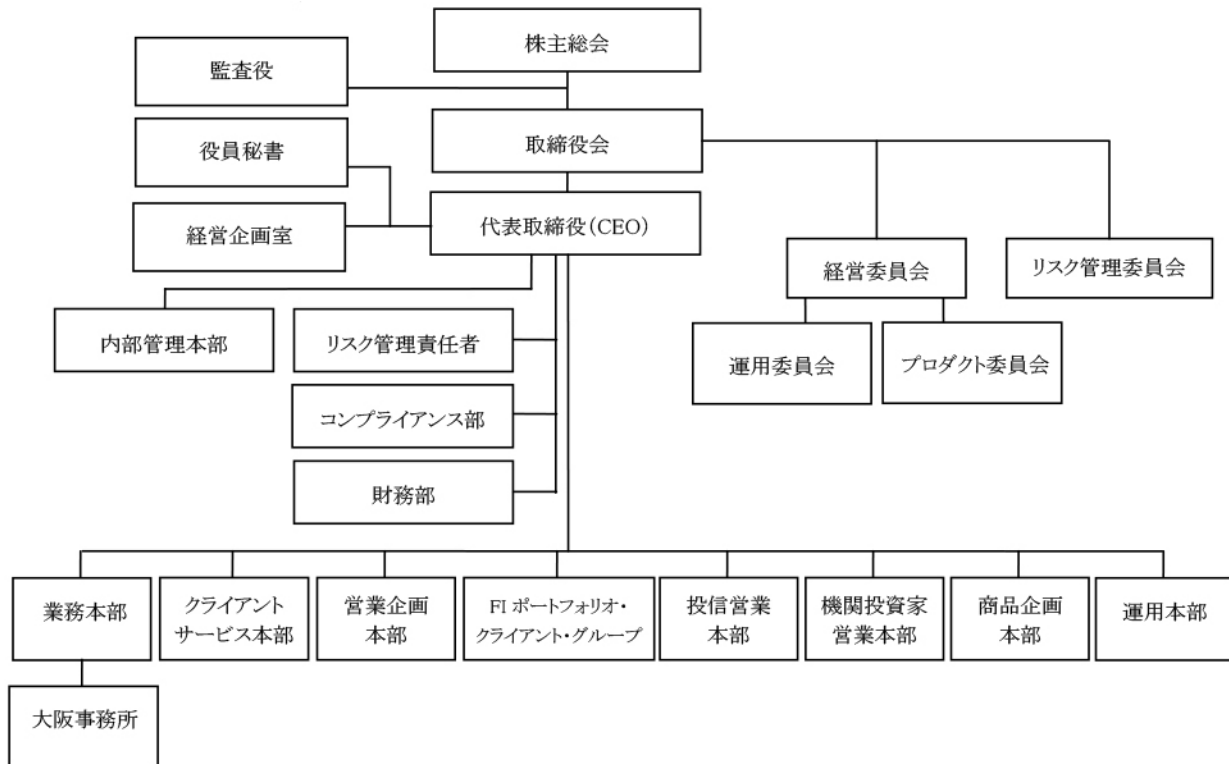 株主総会
監査役
取締役会
役員秘書
代表取締役(CEO)
経営企画室
経営委員会
リスク管理委員会
内部管理本部
リスク管理責任者
運用委員会
プロダクト委員会
コンプライアンス部
財務部
業務本部
クライアント
サービス本部
営業企画
本部
FI ポートフォリオ・
クライアント・グループ
投信営業
本部
機関投資家
営業本部
商品企画
本部
運用本部
大阪事務所